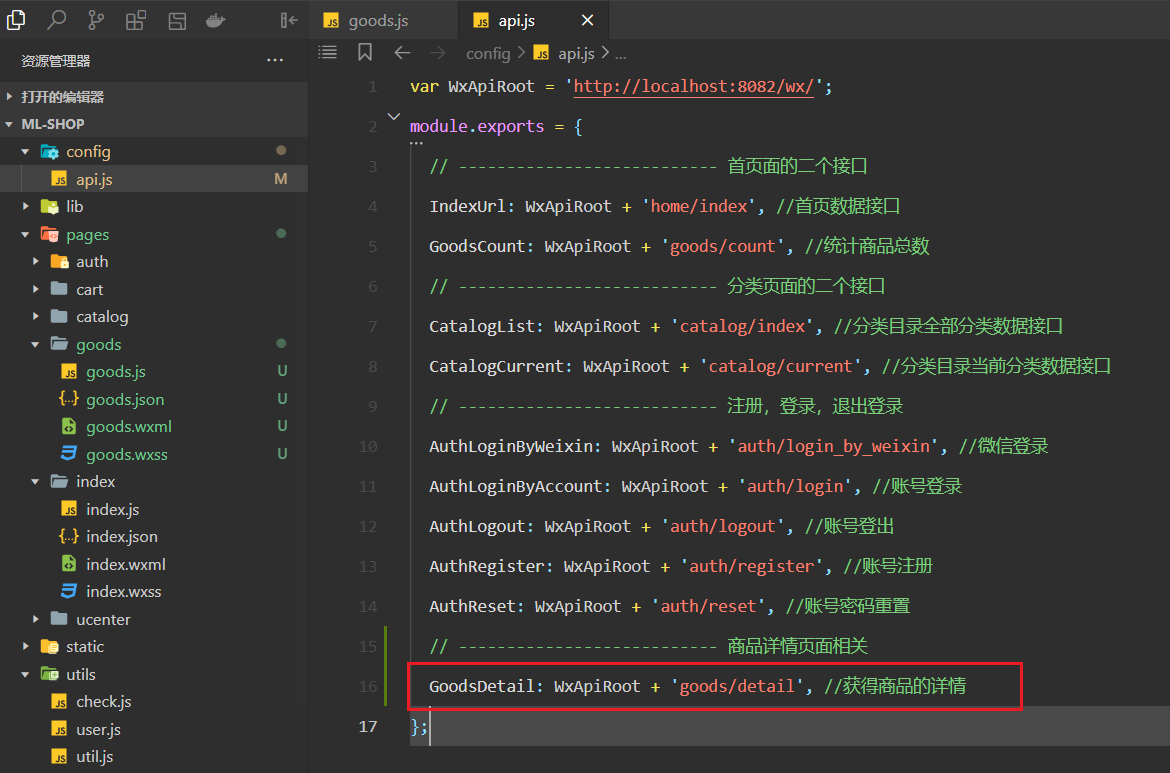 goods.js
api.js
资源管理器
打开的编辑器
ML-SHOP
config
api.js M
lib
pages
auth
cart
catalog
goods
goods.js U
goods.json U
goods.wxml U
goods.wxss U
index
index.js
index.json
index.wxml
index.wxss
ucenter
static
utils
check.js
user.js
util.js
config > JS api.js > ...
1 var WxApiRoot = 'http://localhost:8082/wx/';
2 module.exports = {
3 // --------------------------- 首页面的二个接口
4 IndexUrl: WxApiRoot + 'home/index', //首页数据接口
5 GoodsCount: WxApiRoot + 'goods/count', //统计商品总数
6 // --------------------------- 分类页面的二个接口
7 CatalogList: WxApiRoot + 'catalog/index', //分类目录全部分类数据接口
8 CatalogCurrent: WxApiRoot + 'catalog/current', //分类目录当前分类数据接口
9 // --------------------------- 注册，登录，退出登录
10 AuthLoginByWeixin: WxApiRoot + 'auth/login_by_weixin', //微信登录
11 AuthLoginByAccount: WxApiRoot + 'auth/login', //账号登录
12 AuthLogout: WxApiRoot + 'auth/logout', //账号登出
13 AuthRegister: WxApiRoot + 'auth/register', //账号注册
14 AuthReset: WxApiRoot + 'auth/reset', //账号密码重置
15 // --------------------------- 商品详情页面相关
16 GoodsDetail: WxApiRoot + 'goods/detail', //获得商品的详情
17 };